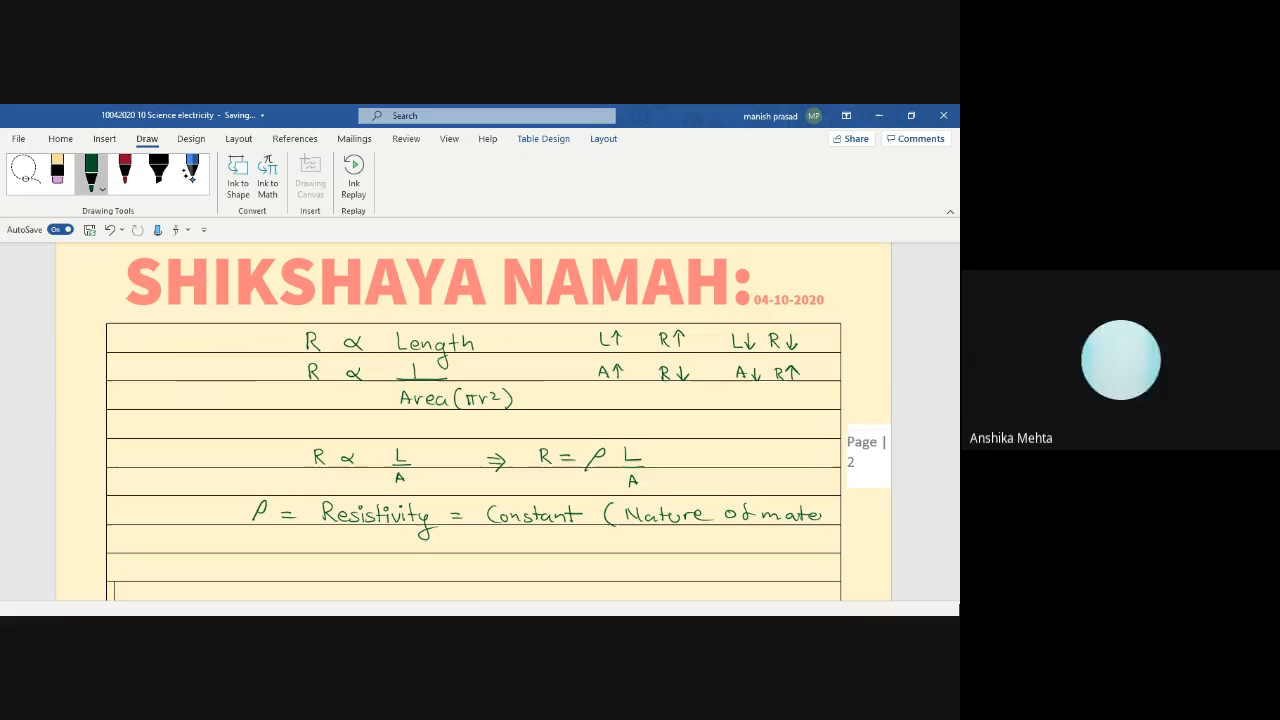 10042020 10 Science electricity - Saving...
Search
manish prasad MP
File Home Insert Draw Design Layout References Mailings Review View Help Table Design Layout Share Comments
Ink to Shape
Ink to Math
Drawing Canvas
Ink Replay
Drawing Tools Convert Insert Replay
AutoSave On
SHIKSHAYA NAMAH: 04-10-2020
R ∝ Length L↑ R↑ L↓ R↓
R ∝ 1/Area(πr²) A↑ R↓ A↓ R↑
R ∝ L/A ⇒ R = ρ L/A
ρ = Resistivity = Constant (Nature of mate
Page | 2
Anshika Mehta